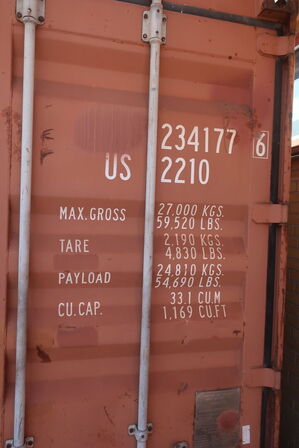 234177 6
US 2210
MAX.GROSS 27,000 KGS.
59,520 LBS.
TARE 2,190 KGS.
4,830 LBS.
PAYLOAD 24,810 KGS.
54,690 LBS.
CU.CAP. 33.1 CU.M
1,169 CU.FT